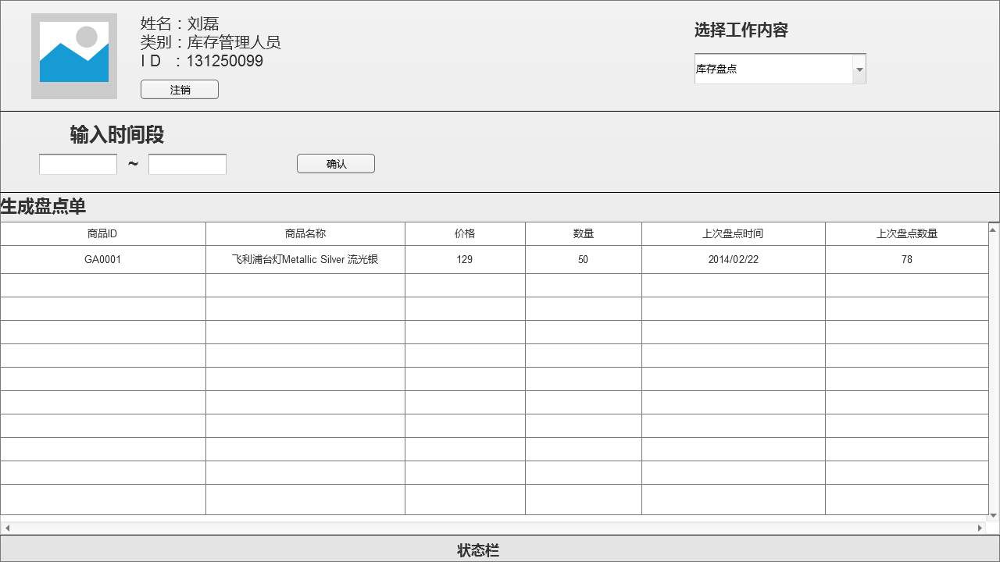 姓名：刘磊
类别：库存管理人员
I D ：131250099
注销
选择工作内容
库存盘点
输入时间段
~
确认
生成盘点单
商品ID 商品名称 价格 数量 上次盘点时间 上次盘点数量
GA0001 飞利浦台灯Metallic Silver 流光银 129 50 2014/02/22 78
状态栏